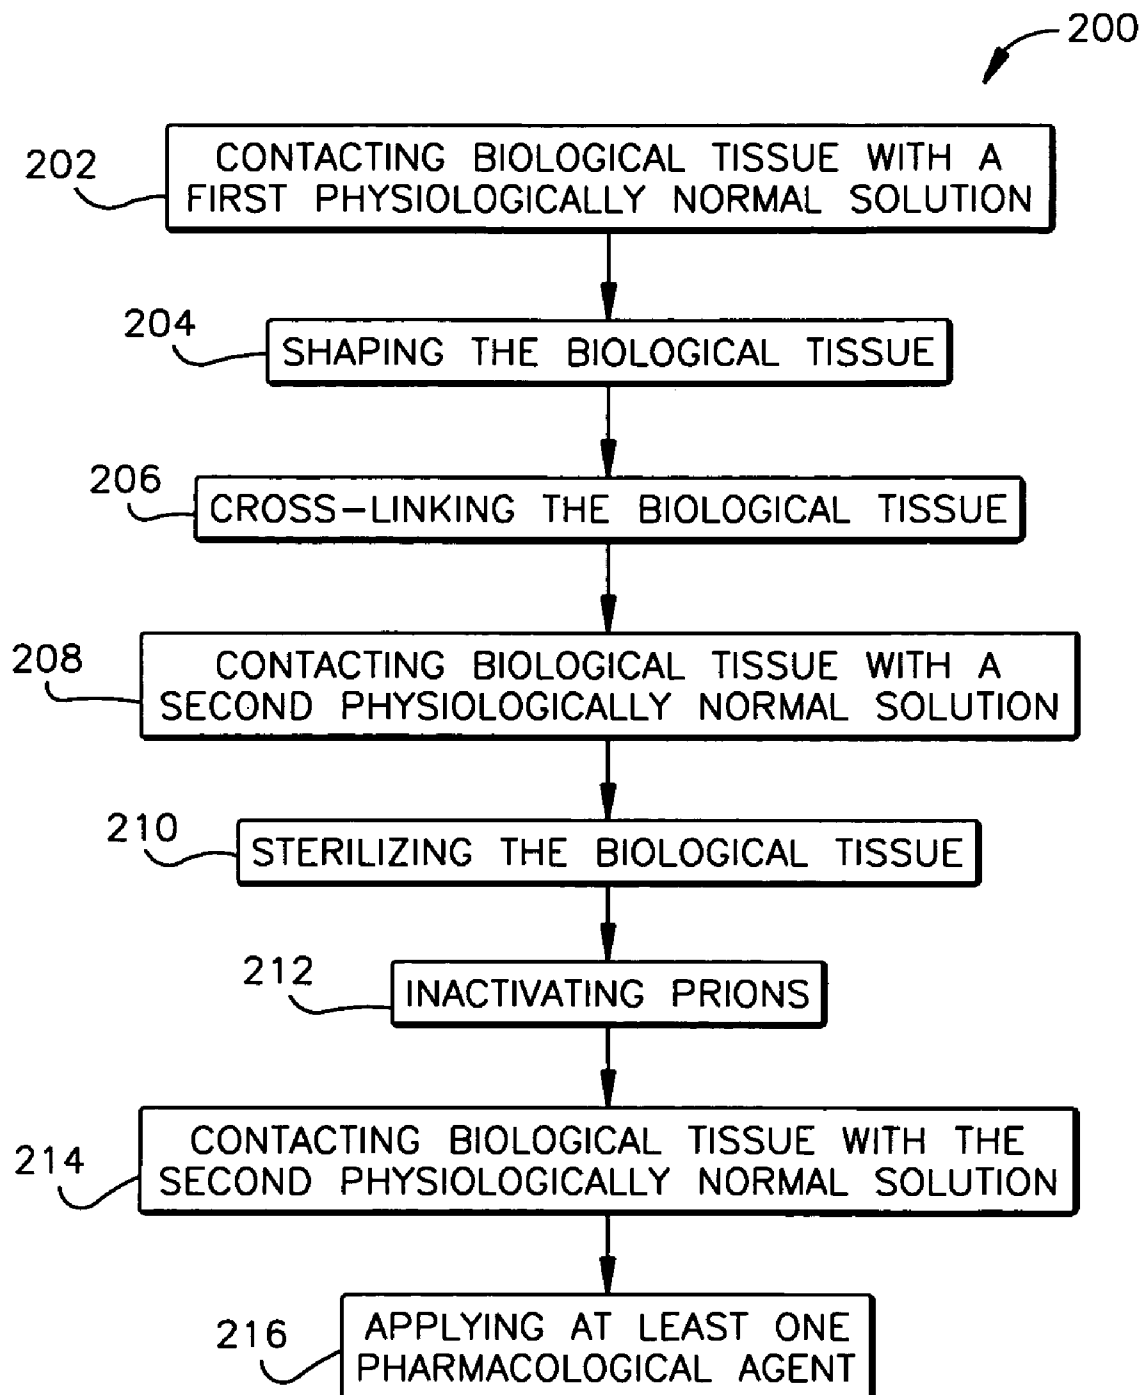 200
202
CONTACTING BIOLOGICAL TISSUE WITH A
FIRST PHYSIOLOGICALLY NORMAL SOLUTION
204
SHAPING THE BIOLOGICAL TISSUE
206
CROSS-LINKING THE BIOLOGICAL TISSUE
208
CONTACTING BIOLOGICAL TISSUE WITH A
SECOND PHYSIOLOGICALLY NORMAL SOLUTION
210
STERILIZING THE BIOLOGICAL TISSUE
212
INACTIVATING PRIONS
214
CONTACTING BIOLOGICAL TISSUE WITH THE
SECOND PHYSIOLOGICALLY NORMAL SOLUTION
216
APPLYING AT LEAST ONE
PHARMACOLOGICAL AGENT